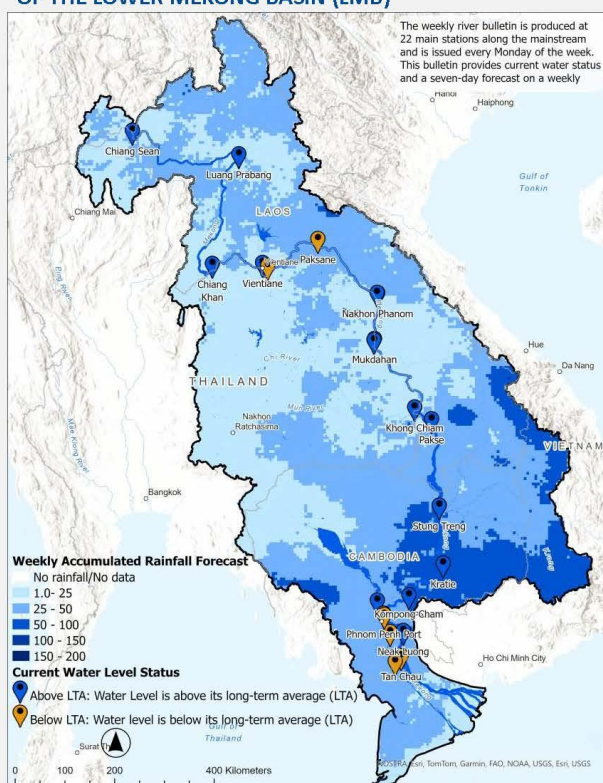 OF THE LOWER MEKONG BASIN (LMB)
The weekly river bulletin is produced at
22 main stations along the mainstream
and is issued every Monday of the week.
This bulletin provides current water status
and a seven-day forecast on a weekly
Hanoi
Haiphong
Chiang Sean
Luang Prabang
Gulf of
Tonkin
Chiang Mai
LAOS
Paksane
Vientiane
Chiang
Khan
Ping River
Nakhon Phanom
Mukdahan
Hue
Da Nang
Chi River
THAILAND
Nakhon
Ratchasima
Khong Chiam
Pakse
VIETNAM
Bangkok
Stung Treng
CAMBODIA
Kratie
Kompong Cham
Phnom Penh Port
Neak Luong
Tan Chau
Ho Chi Minh City
Weekly Accumulated Rainfall Forecast
No rainfall/No data
1.0- 25
25 - 50
50 - 100
100 - 150
150 - 200
Current Water Level Status
Above LTA: Water Level is above its long-term average (LTA)
Below LTA: Water level is below its long-term average (LTA)
Gulf of
Thailand
Surat
NOSTRA, Esri, TomTom, Garmin, FAO, NOAA, USGS, Esri, USGS
0 100 200 400 Kilometers